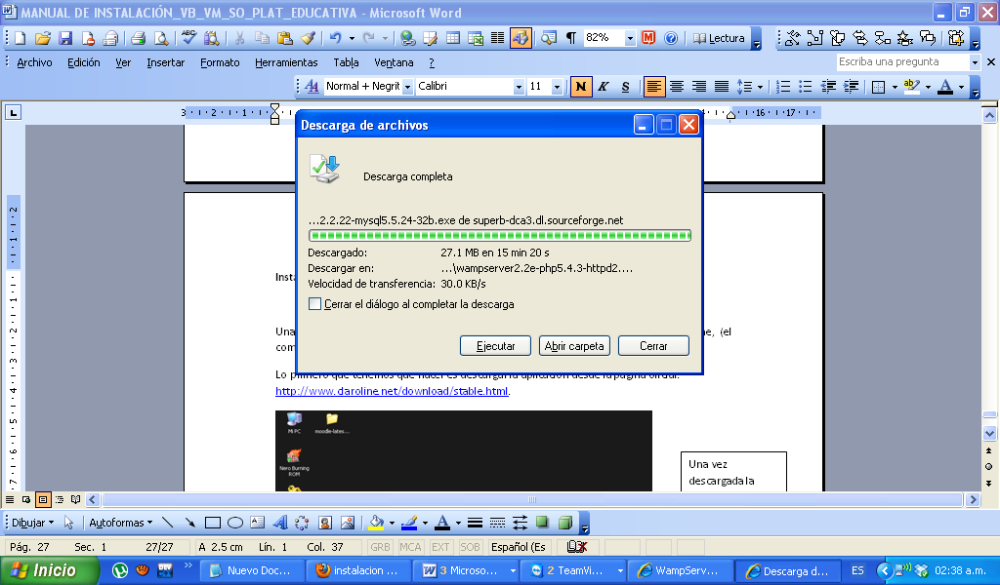 MANUAL DE INSTALACIÓN_VB_VM_SO_PLAT_EDUCATIVA - Microsoft Word
82%
Lectura
Archivo Edición Ver Insertar Formato Herramientas Tabla Ventana ?
Escriba una pregunta
Normal + Negrit Calibri 11 N K S
3 2 1 16 17
Descarga de archivos
Descarga completa
...2.2.22-mysql5.5.24-32b.exe de superb-dca3.dl.sourceforge.net
Descargado: 27.1 MB en 15 min 20 s
Descargar en: ...\wampserver2.2e-php5.4.3-httpd2....
Velocidad de transferencia: 30.0 KB/s
Cerrar el diálogo al completar la descarga
Ejecutar Abrir carpeta Cerrar
Insta
Una
ne, (el
com
Lo primero que tenemos que hacer es descargar la aplicación desde la página oficial.
http://www.claroline.net/download/stable.html.
Mi PC
moodle-lates...
Nero Burning
ROM
Una vez
descargada la
Dibujar Autoformas
Pág. 27 Sec. 1 27/27 A 2.5 cm Lín. 1 Col. 37 GRB MCA EXT SOB Español (Es
Inicio
Nuevo Doc...
instalacion ...
3 Microso...
2 TeamVi...
WampServ...
Descarga d...
ES
02:38 a.m.